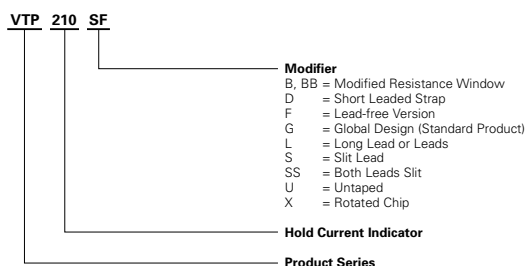 VTP 210 SF
Modifier
B, BB = Modified Resistance Window
D = Short Leaded Strap
F = Lead-free Version
G = Global Design (Standard Product)
L = Long Lead or Leads
S = Slit Lead
SS = Both Leads Slit
U = Untaped
X = Rotated Chip
Hold Current Indicator
Product Series